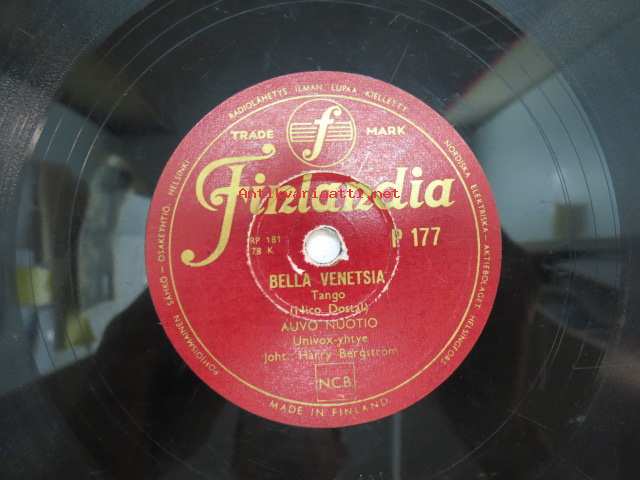 POHJOISMAINEN SÄHKÖ – OSAKEYHTIÖ. HELSINKI
RADIOLÄHETYS ILMAN LUPAA KIELLETTY
NORDISKA ELEKTRISKA – AKTIEBOLAGET. HELSINGFORS
TRADE f MARK
Finlandia
Antikvariaatti.net
RP 181
78 K
P 177
BELLA VENETSIA
Tango
(Nico Dostal)
AUVO NUOTIO
Univox-yhtye
Joht.: Harry Bergström
NCB
MADE IN FINLAND.